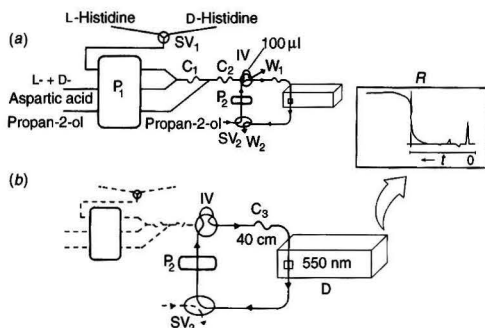 L-Histidine D-Histidine
(a)
SV1
IV
100 µl
C1 C2 W1
P1
L- + D-
Aspartic acid
Propan-2-ol
P2
Propan-2-ol
SV2 W2
R
← t 0
(b)
IV
C3
40 cm
P2
550 nm
D
SV2